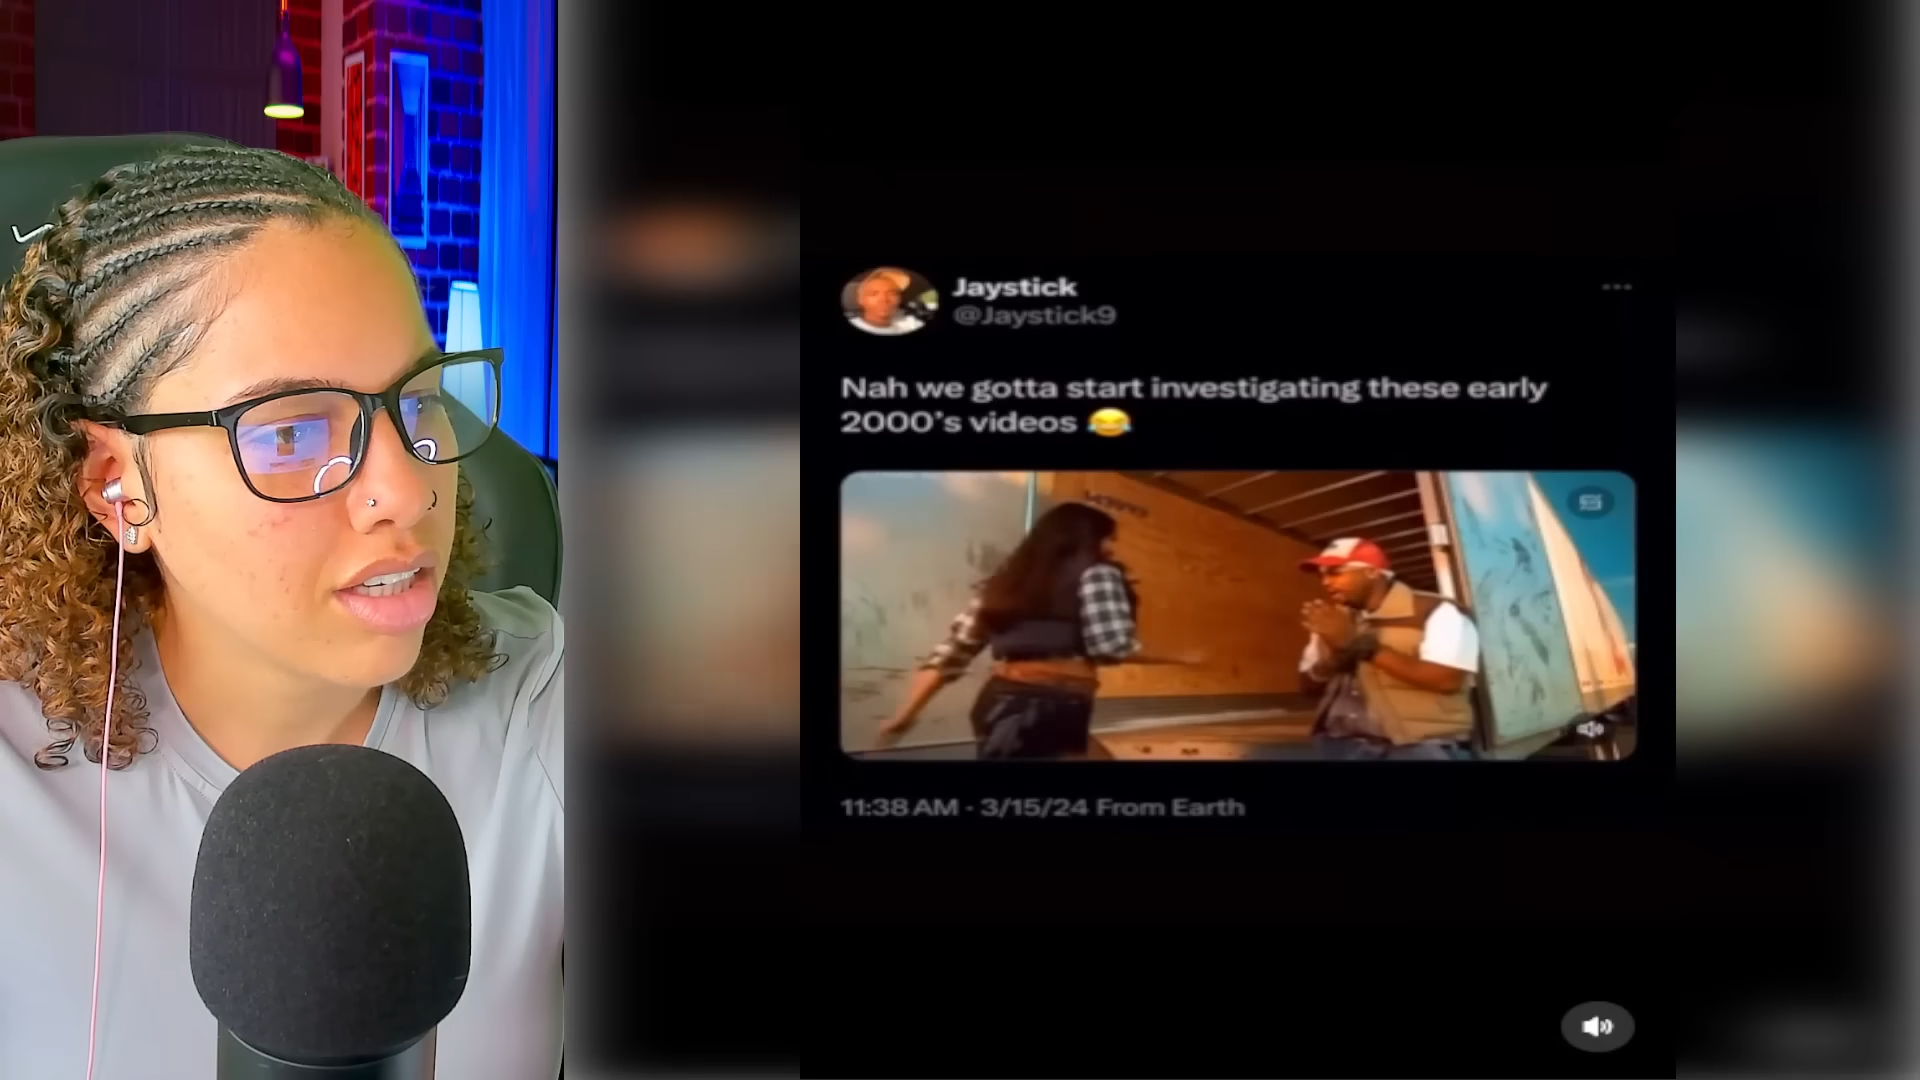 Jaystick
@Jaystick9
Nah we gotta start investigating these early
2000's videos 😂
11:38 AM · 3/15/24 From Earth